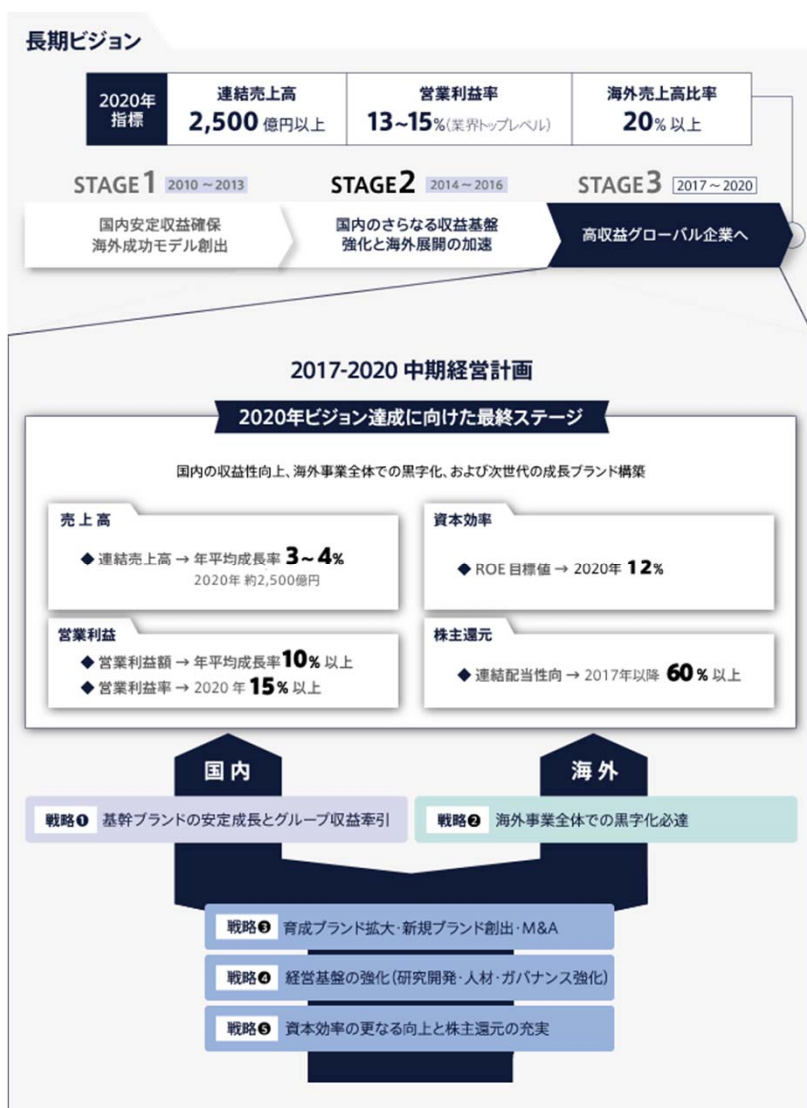 長期ビジョン
2020年
指標
連結売上高
2,500 億円以上
営業利益率
13~15%(業界トップレベル)
海外売上高比率
20%以上
STAGE1 2010～2013
国内安定収益確保
海外成功モデル創出
STAGE2 2014～2016
国内のさらなる収益基盤
強化と海外展開の加速
STAGE3 2017～2020
高収益グローバル企業へ
2017-2020 中期経営計画
2020年ビジョン達成に向けた最終ステージ
国内の収益性向上、海外事業全体での黒字化、および次世代の成長ブランド構築
売上高
◆ 連結売上高 → 年平均成長率 3～4%
2020年 約2,500億円
資本効率
◆ ROE 目標値 → 2020年 12%
営業利益
◆ 営業利益額 → 年平均成長率10% 以上
◆ 営業利益率 → 2020 年 15% 以上
株主還元
◆ 連結配当性向 → 2017年以降 60% 以上
国内
海外
戦略❶ 基幹ブランドの安定成長とグループ収益牽引
戦略❷ 海外事業全体での黒字化必達
戦略❸ 育成ブランド拡大・新規ブランド創出・M&A
戦略❹ 経営基盤の強化(研究開発・人材・ガバナンス強化)
戦略❺ 資本効率の更なる向上と株主還元の充実